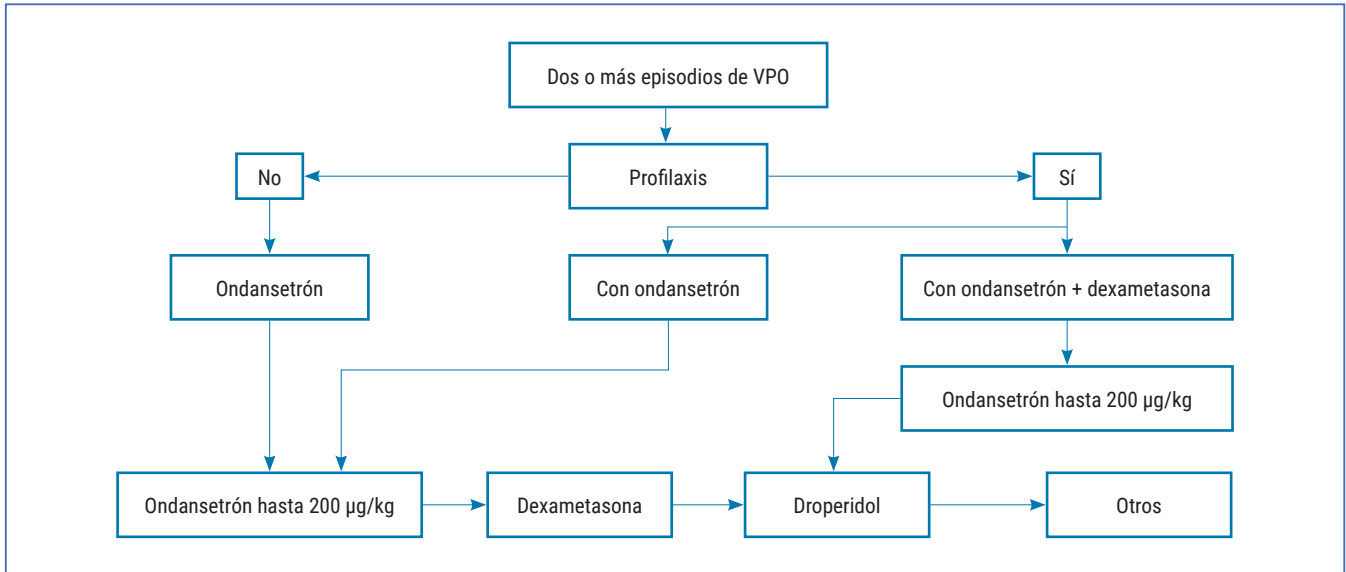 Dos o más episodios de VPO
No
Profilaxis
Sí
Ondansetrón
Con ondansetrón
Con ondansetrón + dexametasona
Ondansetrón hasta 200 µg/kg
Ondansetrón hasta 200 µg/kg
Dexametasona
Droperidol
Otros